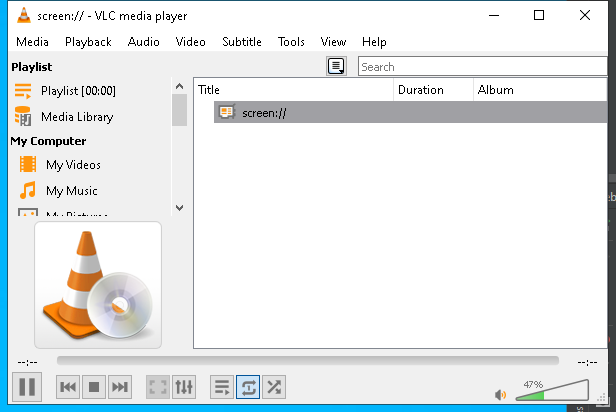 screen:// - VLC media player
Media Playback Audio Video Subtitle Tools View Help
Playlist
Search
Playlist [00:00]
Title Duration Album
Media Library
screen://
My Computer
My Videos
My Music
My Pictures
--:-- --:--
47%